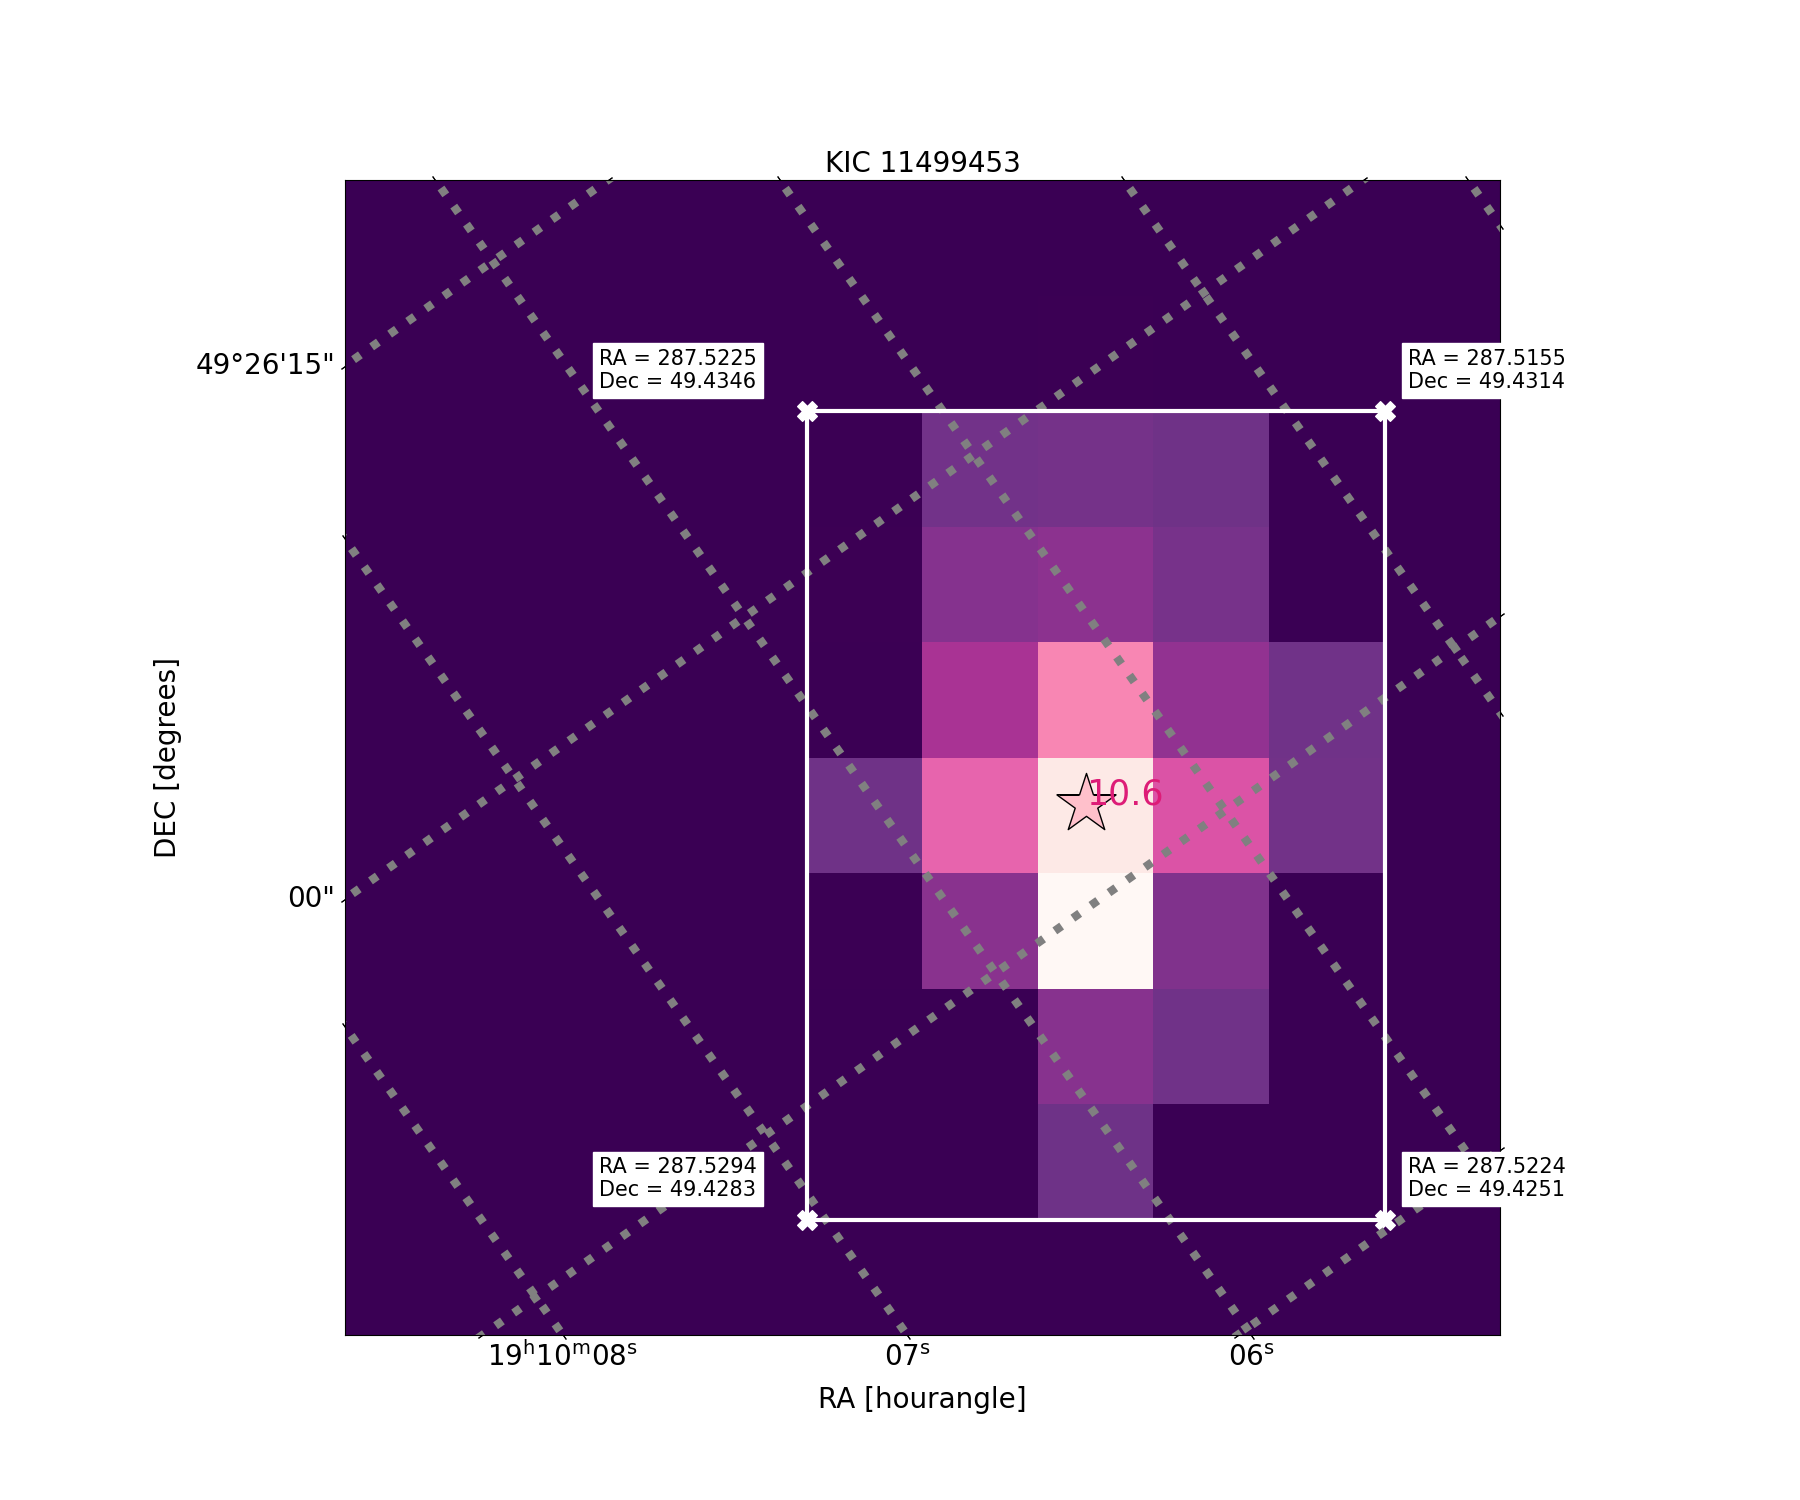 KIC 11499453
49°26'15"
RA = 287.5225
Dec = 49.4346
RA = 287.5155
Dec = 49.4314
10.6
DEC [degrees]
00"
RA = 287.5294
Dec = 49.4283
RA = 287.5224
Dec = 49.4251
19ʰ10ᵐ08ˢ
07ˢ
06ˢ
RA [hourangle]